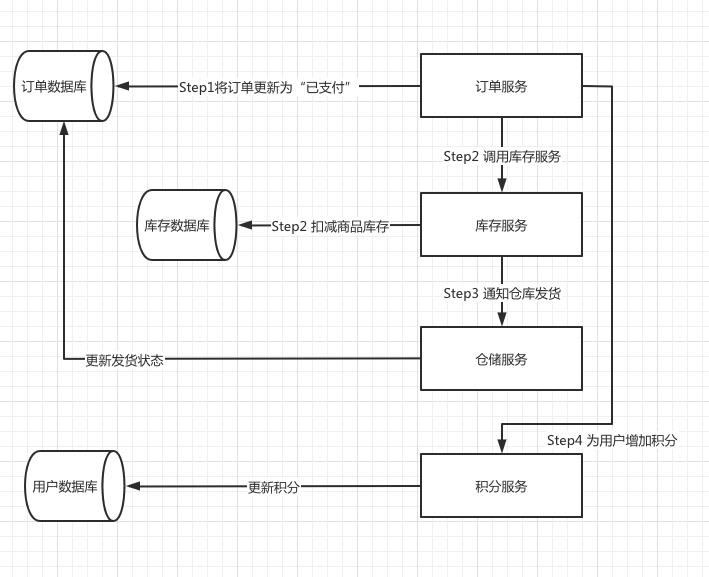 订单数据库
Step1将订单更新为“已支付”
订单服务
Step2 调用库存服务
库存数据库
Step2 扣减商品库存
库存服务
Step3 通知仓库发货
更新发货状态
仓储服务
Step4 为用户增加积分
用户数据库
更新积分
积分服务